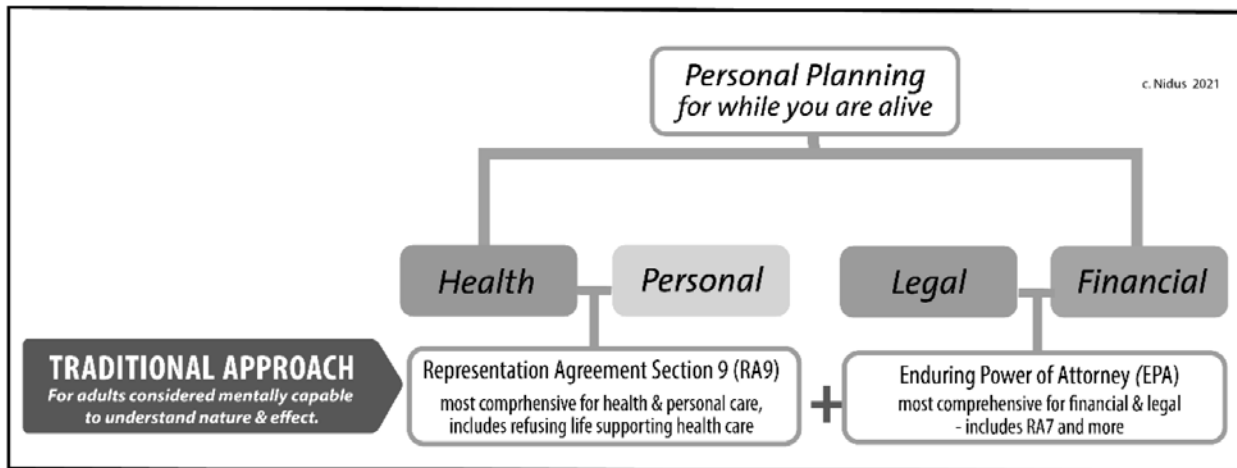 Personal Planning
for while you are alive
c. Nidus 2021
Health
Personal
Legal
Financial
TRADITIONAL APPROACH
For adults considered mentally capable
to understand nature & effect.
Representation Agreement Section 9 (RA9)
most comprhensive for health & personal care,
includes refusing life supporting health care
+
Enduring Power of Attorney (EPA)
most comprehensive for financial & legal
- includes RA7 and more